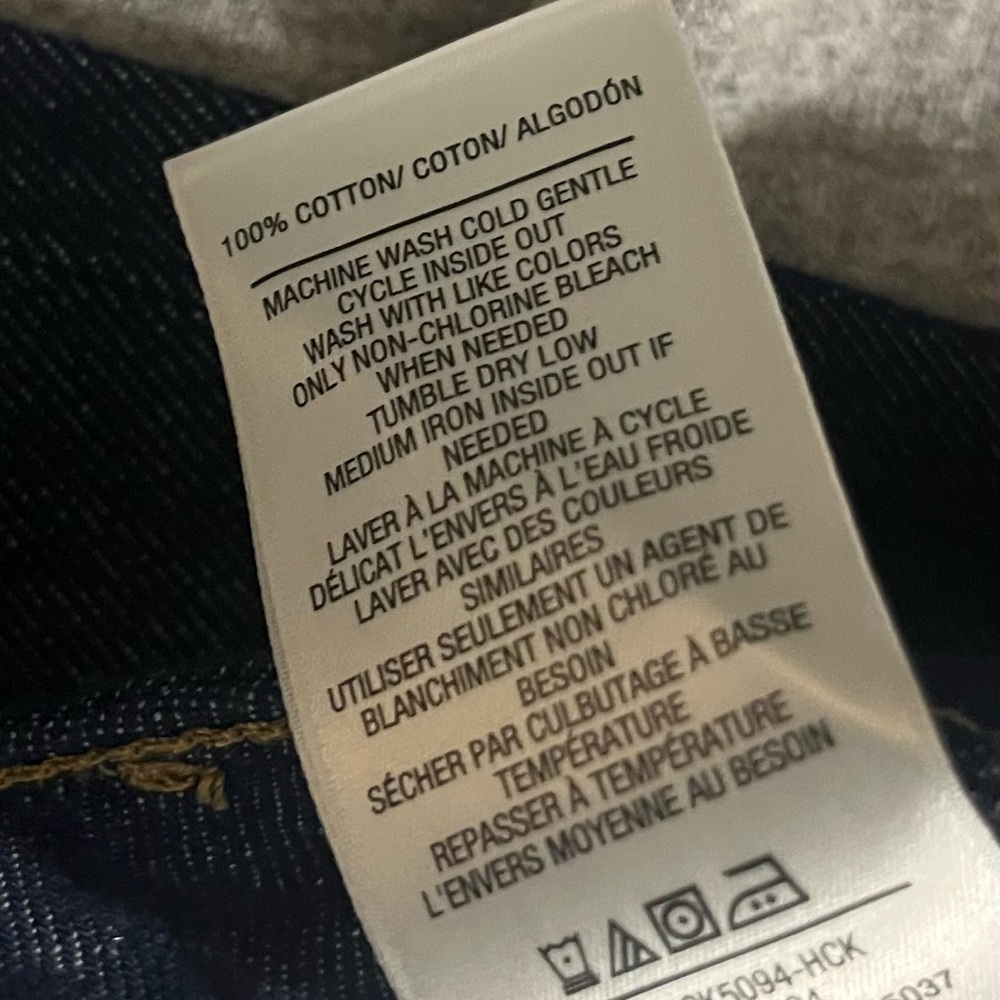 100% COTTON/ COTON/ ALGODÓN
MACHINE WASH COLD GENTLE
CYCLE INSIDE OUT
WASH WITH LIKE COLORS
ONLY NON-CHLORINE BLEACH
WHEN NEEDED
TUMBLE DRY LOW
MEDIUM IRON INSIDE OUT IF
NEEDED
LAVER À LA MACHINE À CYCLE
DÉLICAT L'ENVERS À L'EAU FROIDE
LAVER AVEC DES COULEURS
SIMILAIRES
UTILISER SEULEMENT UN AGENT DE
BLANCHIMENT NON CHLORÉ AU
BESOIN
SÉCHER PAR CULBUTAGE À BASSE
TEMPÉRATURE
REPASSER À TEMPÉRATURE
L'ENVERS MOYENNE AU BESOIN